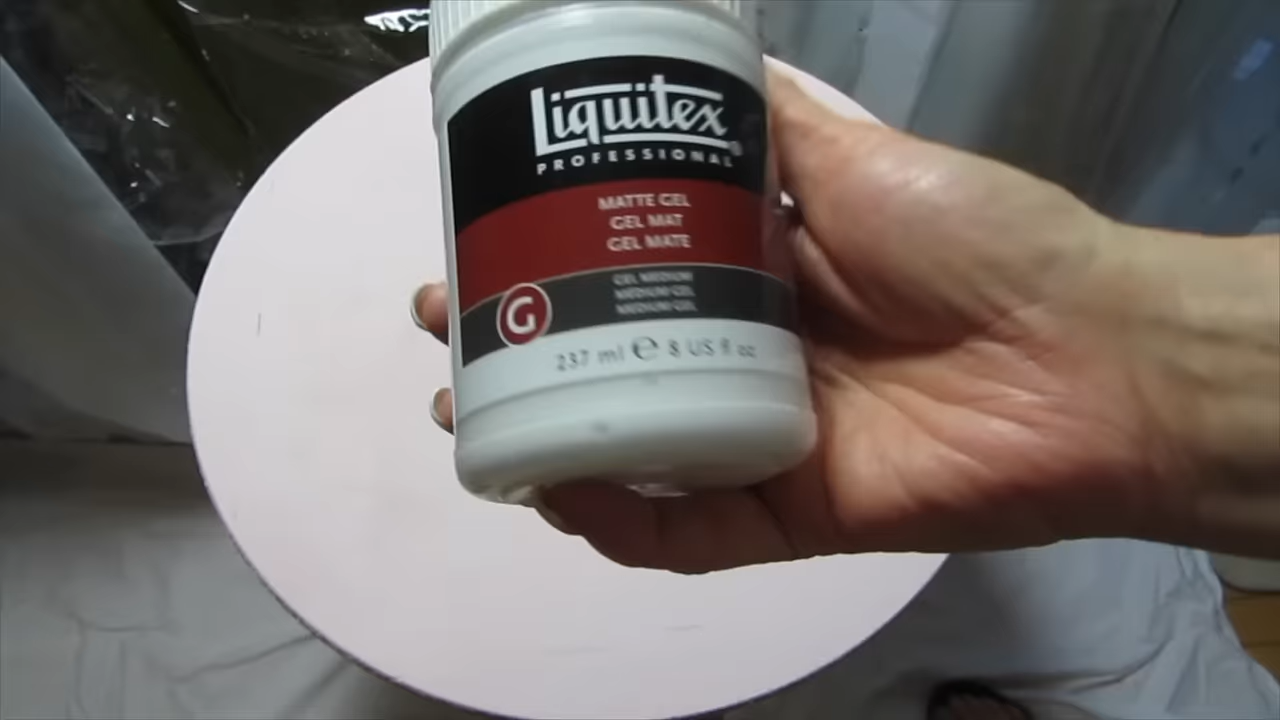 Liquitex®
PROFESSIONAL
MATTE GEL
GEL MAT
GEL MATE
GEL MEDIUM
MEDIUM GEL
MEDIUM GEL
G
237 ml ℮ 8 US fl oz